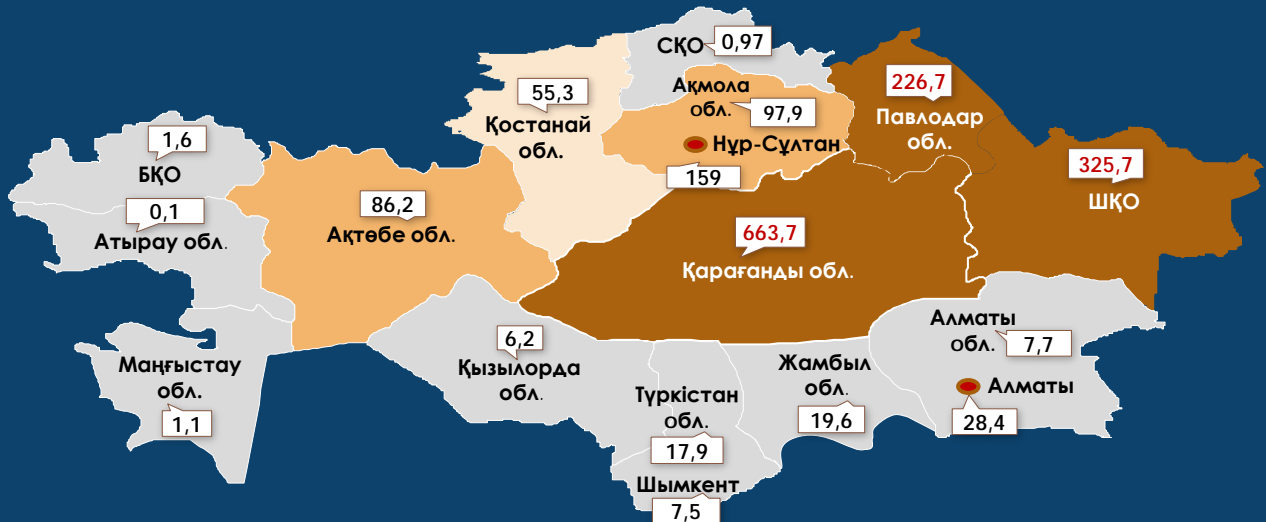 СҚО
0,97
Ақмола
обл.
97,9
Нұр-Сұлтан
159
55,3
Қостанай
обл.
226,7
Павлодар
обл.
325,7
ШҚО
1,6
БҚО
0,1
Атырау обл.
86,2
Ақтөбе обл.
663,7
Қарағанды обл.
Маңғыстау
обл.
1,1
6,2
Қызылорда
обл.
Түркістан
обл.
17,9
Шымкент
7,5
Жамбыл
обл.
19,6
Алматы
обл.
7,7
Алматы
28,4